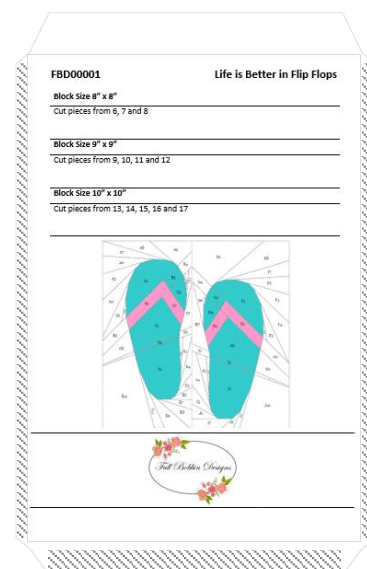 FBD00001 Life is Better in Flip Flops
Block Size 8" x 8"
Cut pieces from 6, 7 and 8
Block Size 9" x 9"
Cut pieces from 9, 10, 11 and 12
Block Size 10" x 10"
Cut pieces from 13, 14, 15, 16 and 17
Full Bobbin Designs